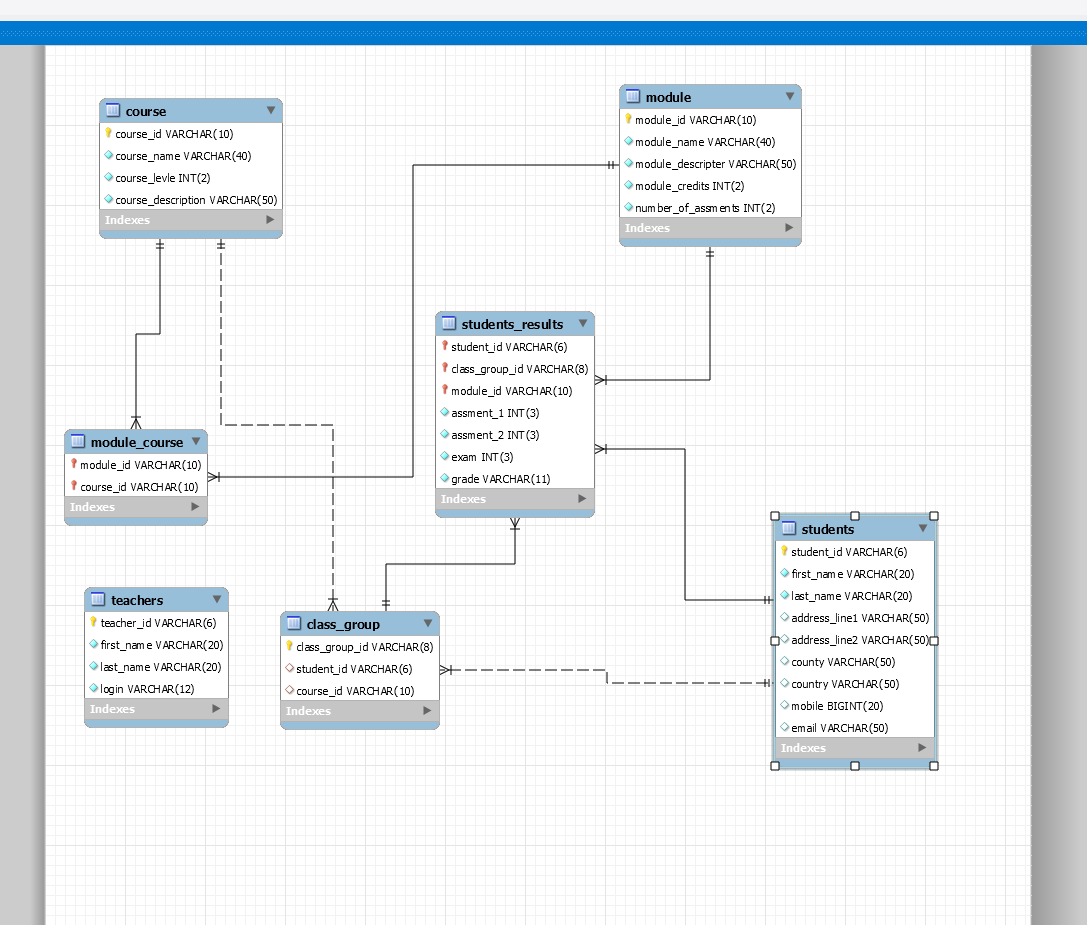 course
course_id VARCHAR(10)
course_name VARCHAR(40)
course_levle INT(2)
course_description VARCHAR(50)
Indexes
module
module_id VARCHAR(10)
module_name VARCHAR(40)
module_descripter VARCHAR(50)
module_credits INT(2)
number_of_assments INT(2)
Indexes
students_results
student_id VARCHAR(6)
class_group_id VARCHAR(8)
module_id VARCHAR(10)
assment_1 INT(3)
assment_2 INT(3)
exam INT(3)
grade VARCHAR(11)
Indexes
module_course
module_id VARCHAR(10)
course_id VARCHAR(10)
Indexes
students
student_id VARCHAR(6)
first_name VARCHAR(20)
last_name VARCHAR(20)
address_line1 VARCHAR(50)
address_line2 VARCHAR(50)
county VARCHAR(50)
country VARCHAR(50)
mobile BIGINT(20)
email VARCHAR(50)
Indexes
teachers
teacher_id VARCHAR(6)
first_name VARCHAR(20)
last_name VARCHAR(20)
login VARCHAR(12)
Indexes
class_group
class_group_id VARCHAR(8)
student_id VARCHAR(6)
course_id VARCHAR(10)
Indexes